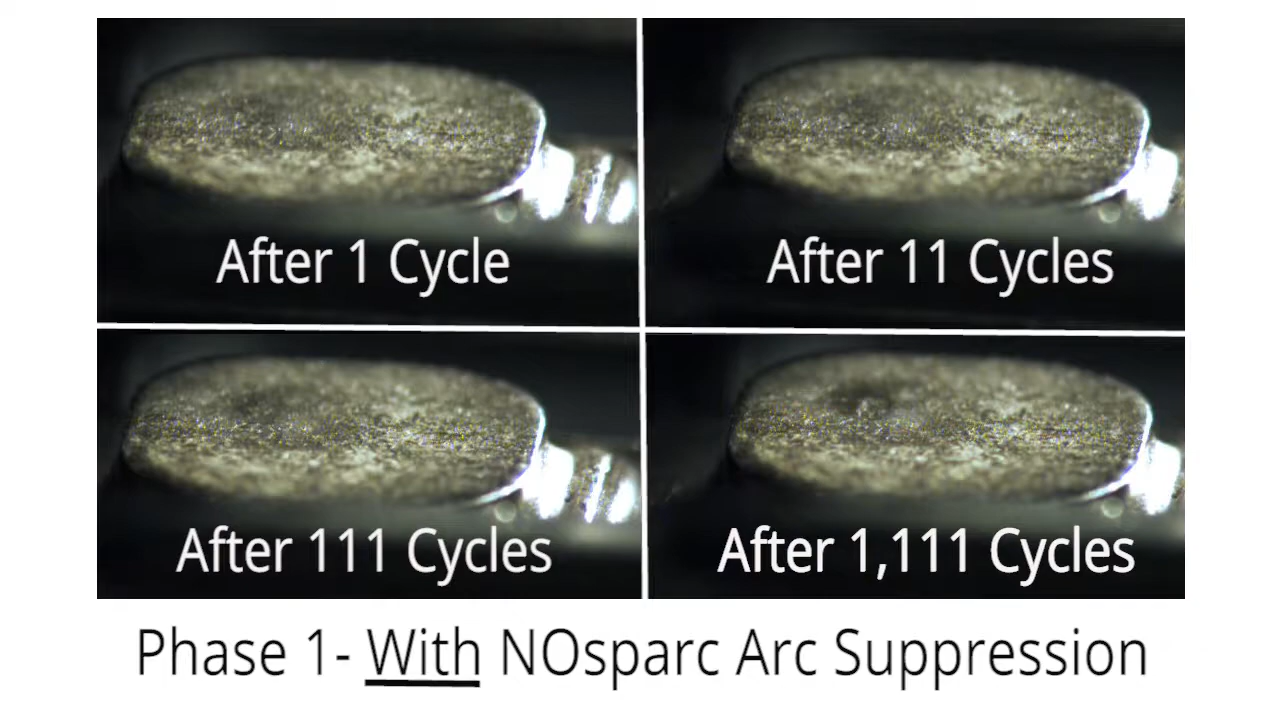 After 1 Cycle
After 11 Cycles
After 111 Cycles
After 1,111 Cycles
Phase 1- With NOsparc Arc Suppression